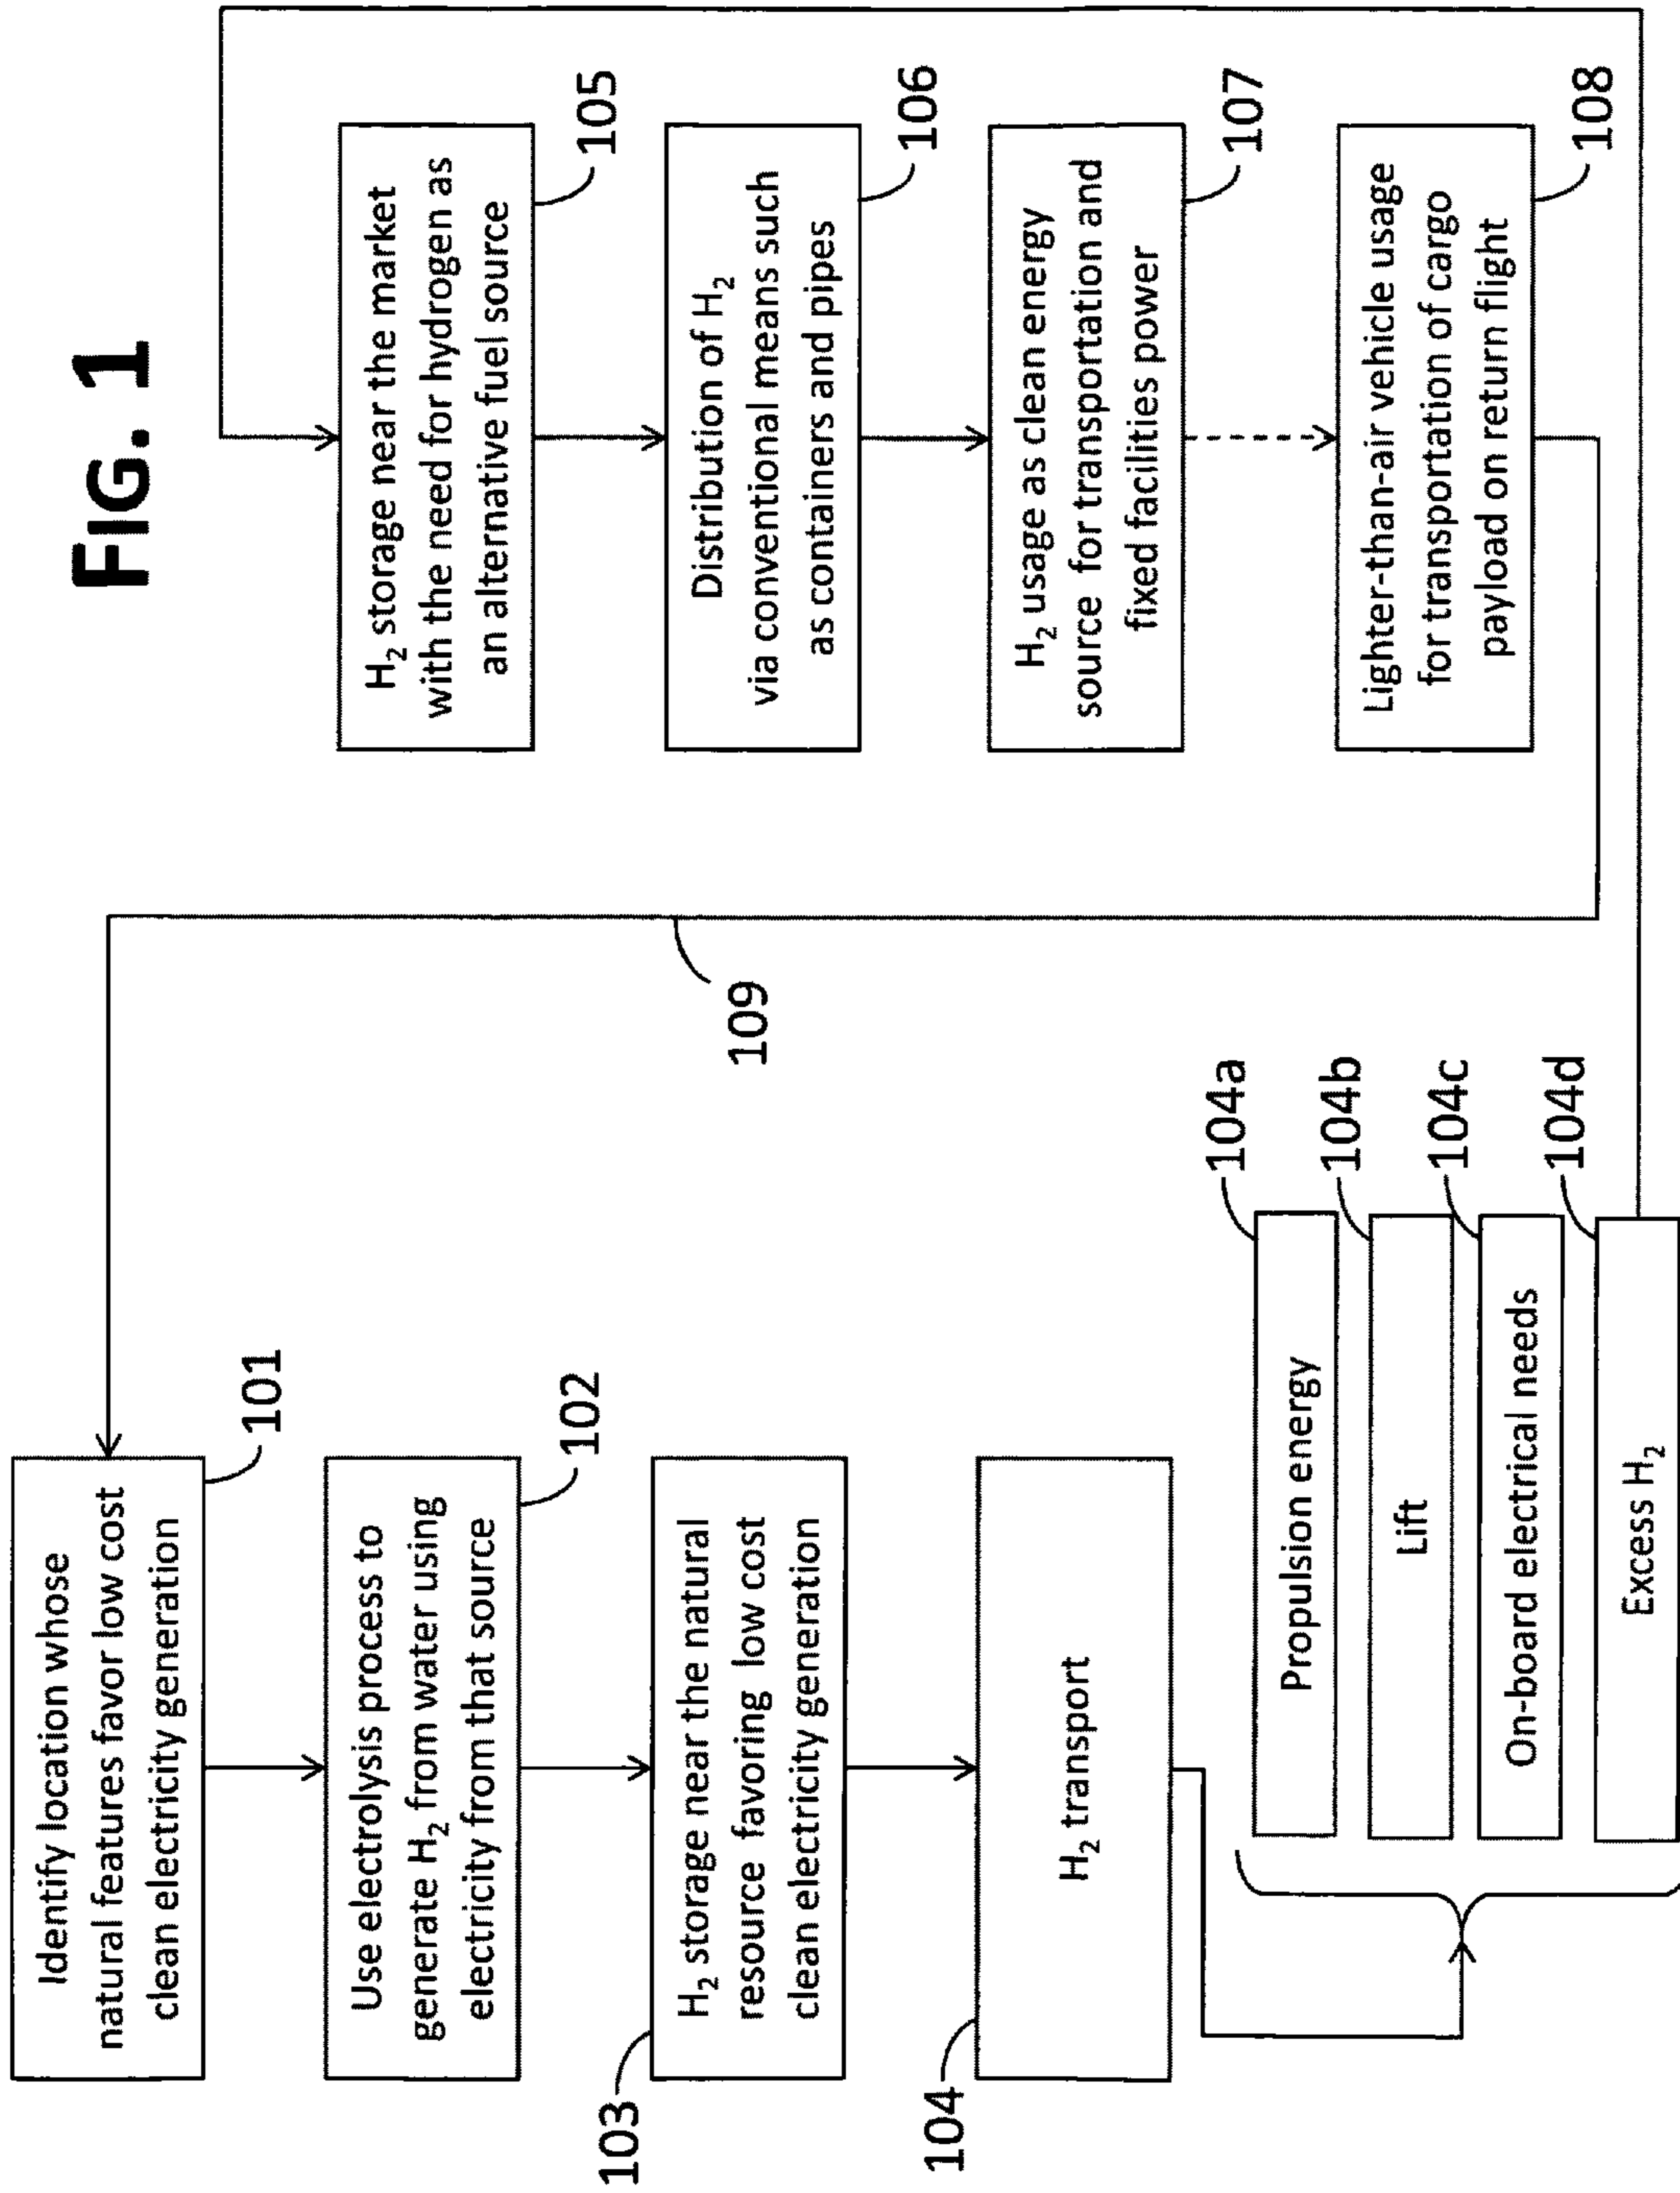 FIG. 1
Identify location whose
natural features favor low cost
clean electricity generation
101
Use electrolysis process to
generate H₂ from water using
electricity from that source
102
H₂ storage near the natural
resource favoring low cost
clean electricity generation
103
H₂ transport
104
Propulsion energy
104a
Lift
104b
On-board electrical needs
104c
Excess H₂
104d
H₂ storage near the market
with the need for hydrogen as
an alternative fuel source
105
Distribution of H₂
via conventional means such
as containers and pipes
106
H₂ usage as clean energy
source for transportation and
fixed facilities power
107
Lighter-than-air vehicle usage
for transportation of cargo
payload on return flight
108
109